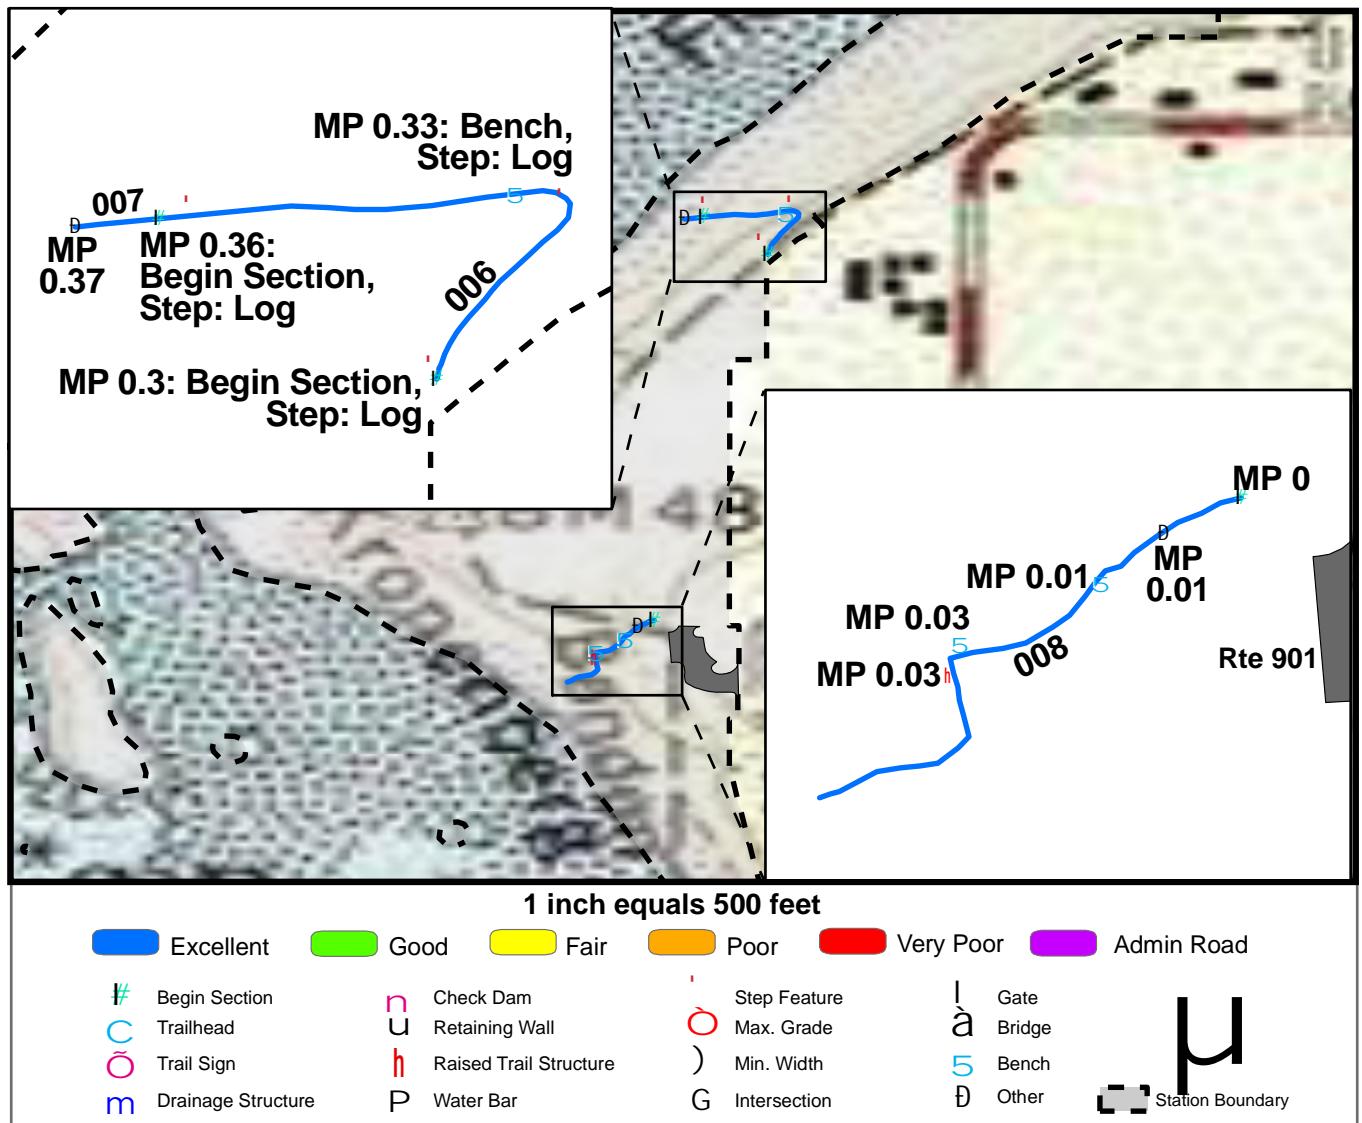 MP 0.33: Bench,
Step: Log
007
MP
0.37
MP 0.36:
Begin Section,
Step: Log
006
MP 0.3: Begin Section,
Step: Log
MP 0
MP
0.01
MP 0.01
MP 0.03
008
MP 0.03
Rte 901
1 inch equals 500 feet
Excellent
Good
Fair
Poor
Very Poor
Admin Road
Begin Section
Check Dam
Step Feature
Gate
Trailhead
Retaining Wall
Max. Grade
Bridge
Trail Sign
Raised Trail Structure
Min. Width
Bench
Drainage Structure
Water Bar
Intersection
Other
Station Boundary